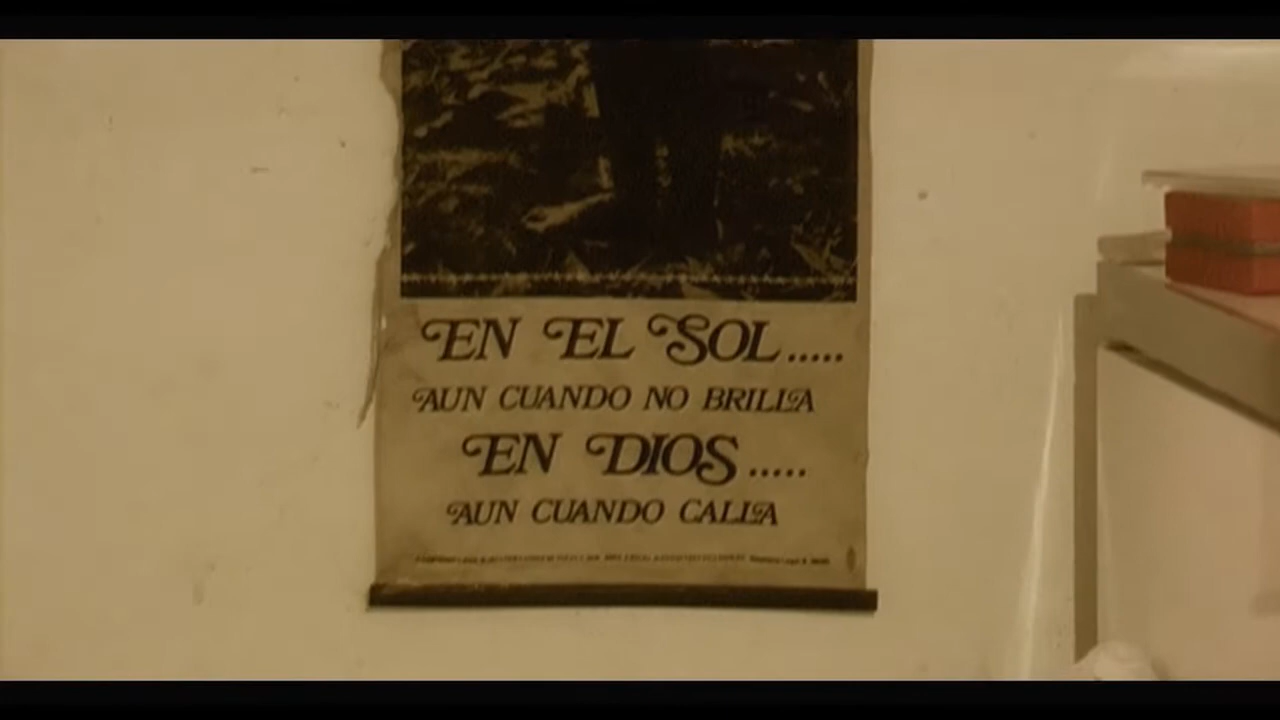 EN EL SOL.....
AUN CUANDO NO BRILLA
EN DIOS.....
AUN CUANDO CALLA